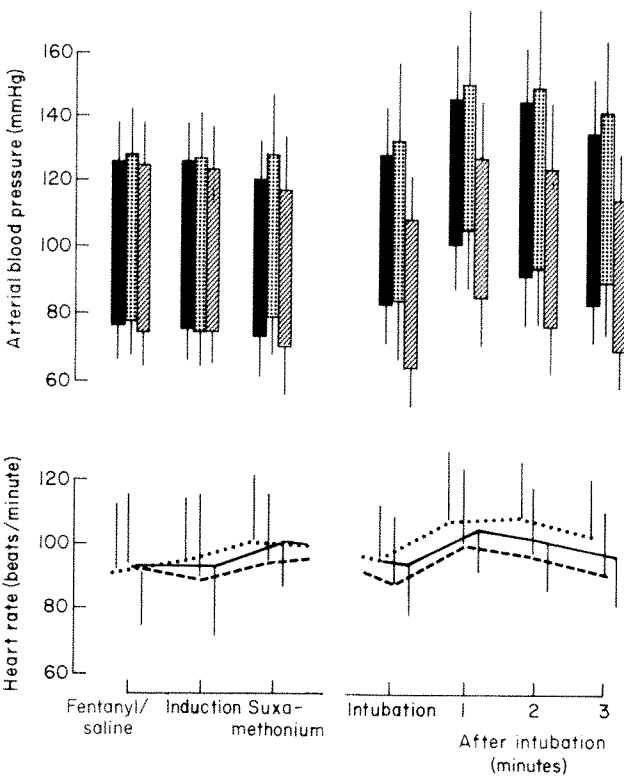 Arterial blood pressure (mmHg)
160
140
120
100
80
60
Heart rate (beats/minute)
120
100
80
60
Fentanyl/
saline
Induction
Suxa-
methonium
Intubation
1
2
3
After intubation
(minutes)